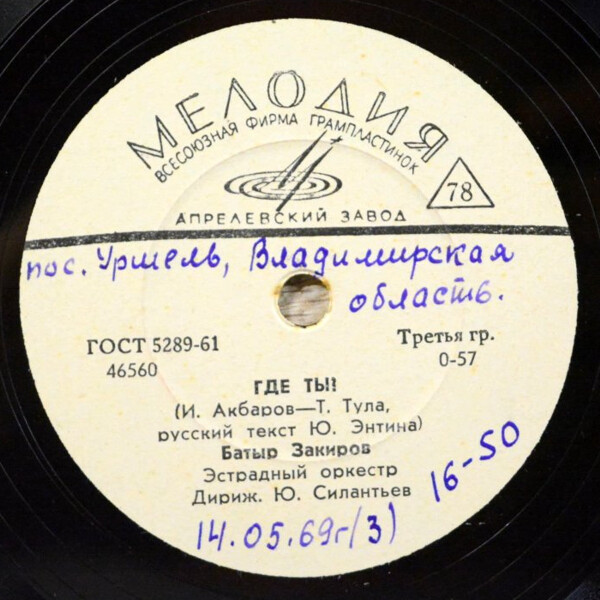 МЕЛОДИЯ
ВСЕСОЮЗНАЯ ФИРМА ГРАМПЛАСТИНОК
78
АПРЕЛЕВСКИЙ ЗАВОД
пос. Уршель, Владимирская
область.
ГОСТ 5289-61
Третья гр.
46560
0-57
ГДЕ ТЫ?
(И. Акбаров—Т. Тула,
русский текст Ю. Энтина)
Батыр Закиров
Эстрадный оркестр
Дириж. Ю. Силантьев
16-50
14.05.69г(3)